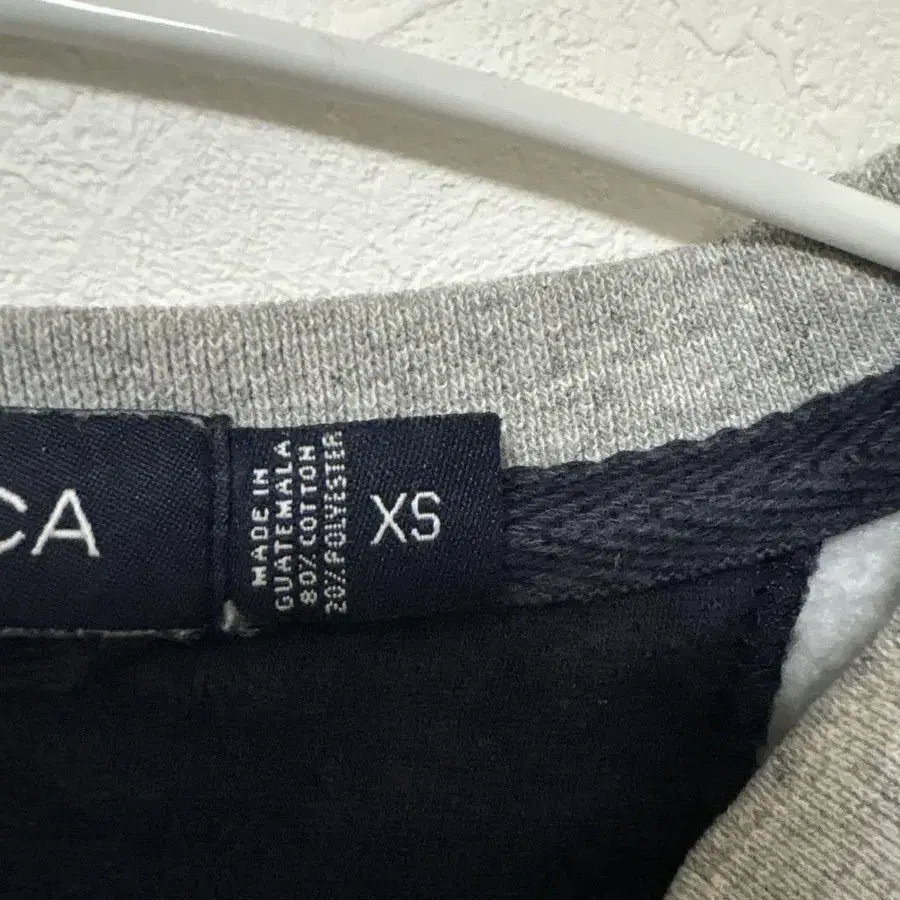 CA
MADE IN
GUATEMALA
80% COTTON
20% POLYESTER
XS